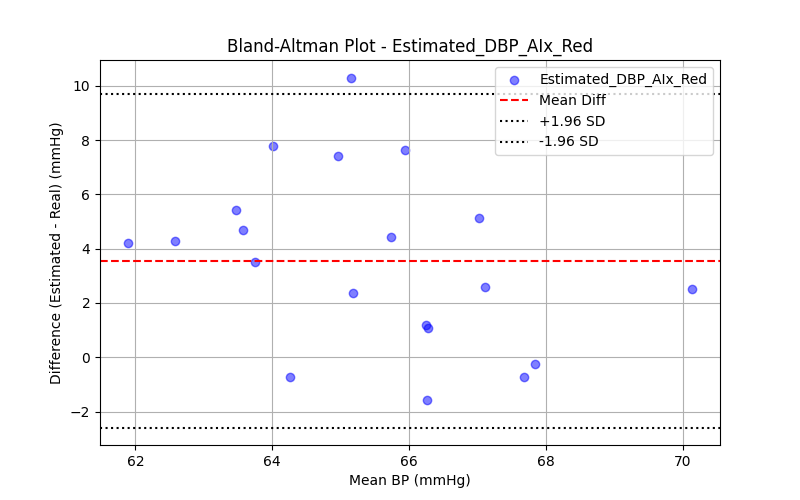 Bland-Altman Plot - Estimated_DBP_AIx_Red
Estimated_DBP_AIx_Red
Mean Diff
+1.96 SD
-1.96 SD
Difference (Estimated - Real) (mmHg)
10
8
6
4
2
0
−2
62 64 66 68 70
Mean BP (mmHg)